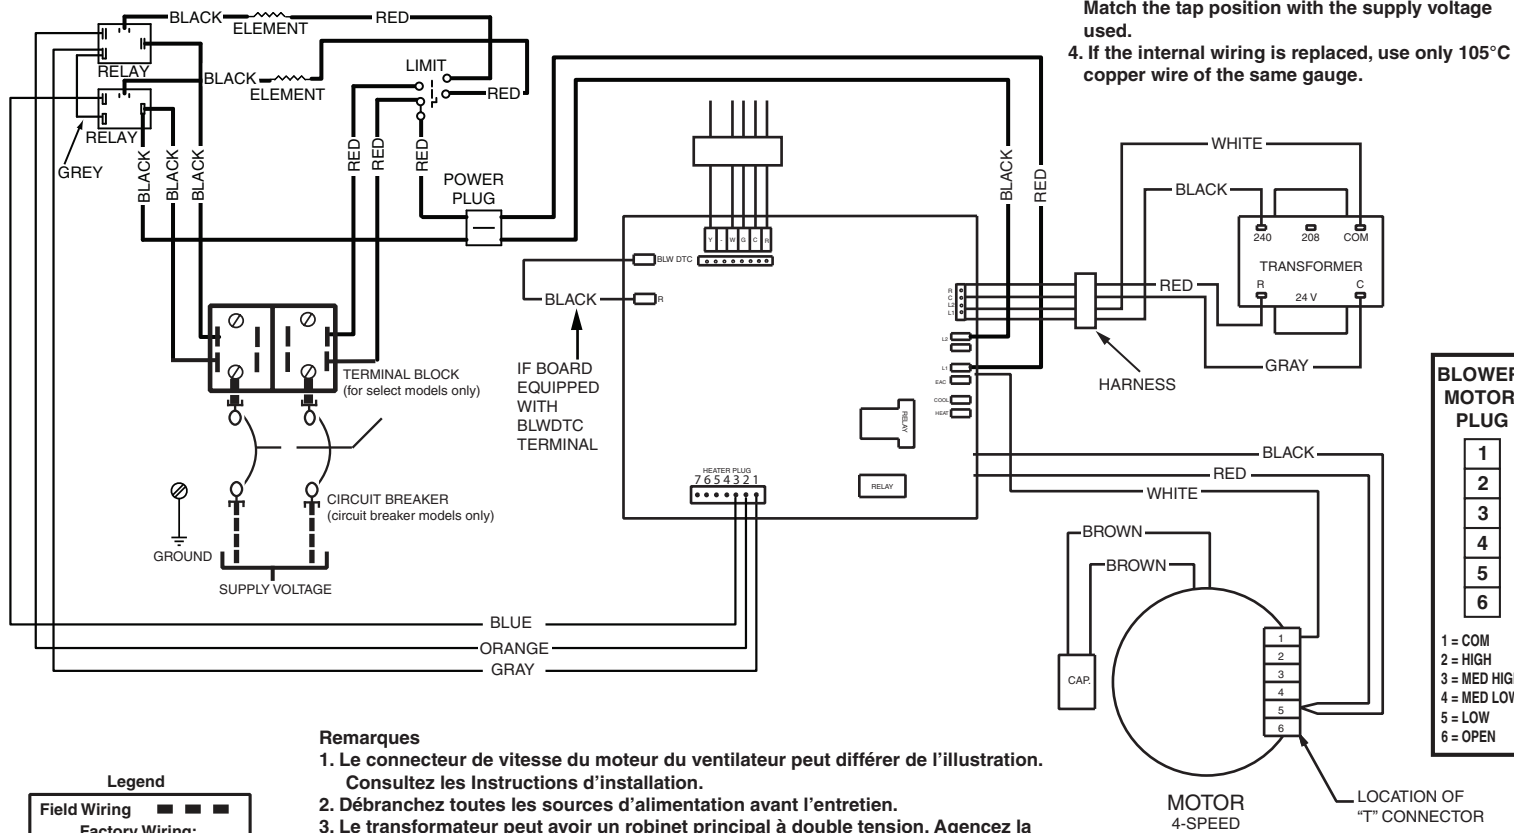 Match the tap position with the supply voltage
used.
4. If the internal wiring is replaced, use only 105°C
copper wire of the same gauge.
BLACK
ELEMENT
RED
RELAY
BLACK
ELEMENT
LIMIT
RED
RELAY
GREY
BLACK
BLACK
BLACK
RED
RED
RED
POWER
PLUG
BLACK
RED
WHITE
BLACK
240
208
COM
TRANSFORMER
R
24 V
C
RED
GRAY
HARNESS
Y - W G C R
BLW DTC
R
BLACK
IF BOARD
EQUIPPED
WITH
BLWDTC
TERMINAL
R
C
L2
L1
L2
L1
EAC
COOL
HEAT
RELAY
RELAY
HEATER PLUG
7 6 5 4 3 2 1
TERMINAL BLOCK
(for select models only)
CIRCUIT BREAKER
(circuit breaker models only)
GROUND
SUPPLY VOLTAGE
BLUE
ORANGE
GRAY
BLACK
RED
WHITE
BROWN
BROWN
CAP.
1
2
3
4
5
6
MOTOR
4-SPEED
LOCATION OF
“T” CONNECTOR
BLOWER
MOTOR
PLUG
1
2
3
4
5
6
1 = COM
2 = HIGH
3 = MED HIGH
4 = MED LOW
5 = LOW
6 = OPEN
Remarques
1. Le connecteur de vitesse du moteur du ventilateur peut différer de l’illustration.
Consultez les Instructions d’installation.
2. Débranchez toutes les sources d’alimentation avant l’entretien.
3. Le transformateur peut avoir un robinet principal à double tension. Agencez la
Legend
Field Wiring
Factory Wiring: